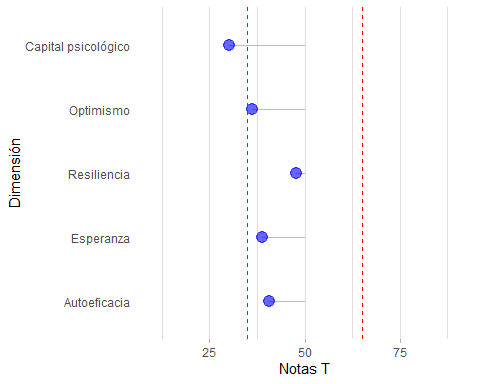 Capital psicológico
Optimismo
Resiliencia
Esperanza
Autoeficacia
Dimensión
25 50 75
Notas T